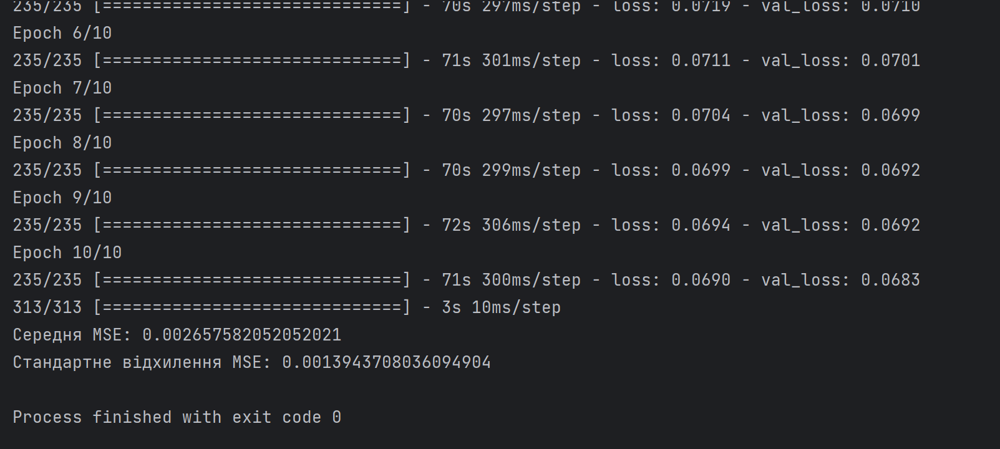 235/235 [==============================] - 70s 297ms/step - loss: 0.0719 - val_loss: 0.0710
Epoch 6/10
235/235 [==============================] - 71s 301ms/step - loss: 0.0711 - val_loss: 0.0701
Epoch 7/10
235/235 [==============================] - 70s 297ms/step - loss: 0.0704 - val_loss: 0.0699
Epoch 8/10
235/235 [==============================] - 70s 299ms/step - loss: 0.0699 - val_loss: 0.0692
Epoch 9/10
235/235 [==============================] - 72s 306ms/step - loss: 0.0694 - val_loss: 0.0692
Epoch 10/10
235/235 [==============================] - 71s 300ms/step - loss: 0.0690 - val_loss: 0.0683
313/313 [==============================] - 3s 10ms/step
Середня MSE: 0.002657582052052021
Стандартне відхилення MSE: 0.0013943708036094904
Process finished with exit code 0